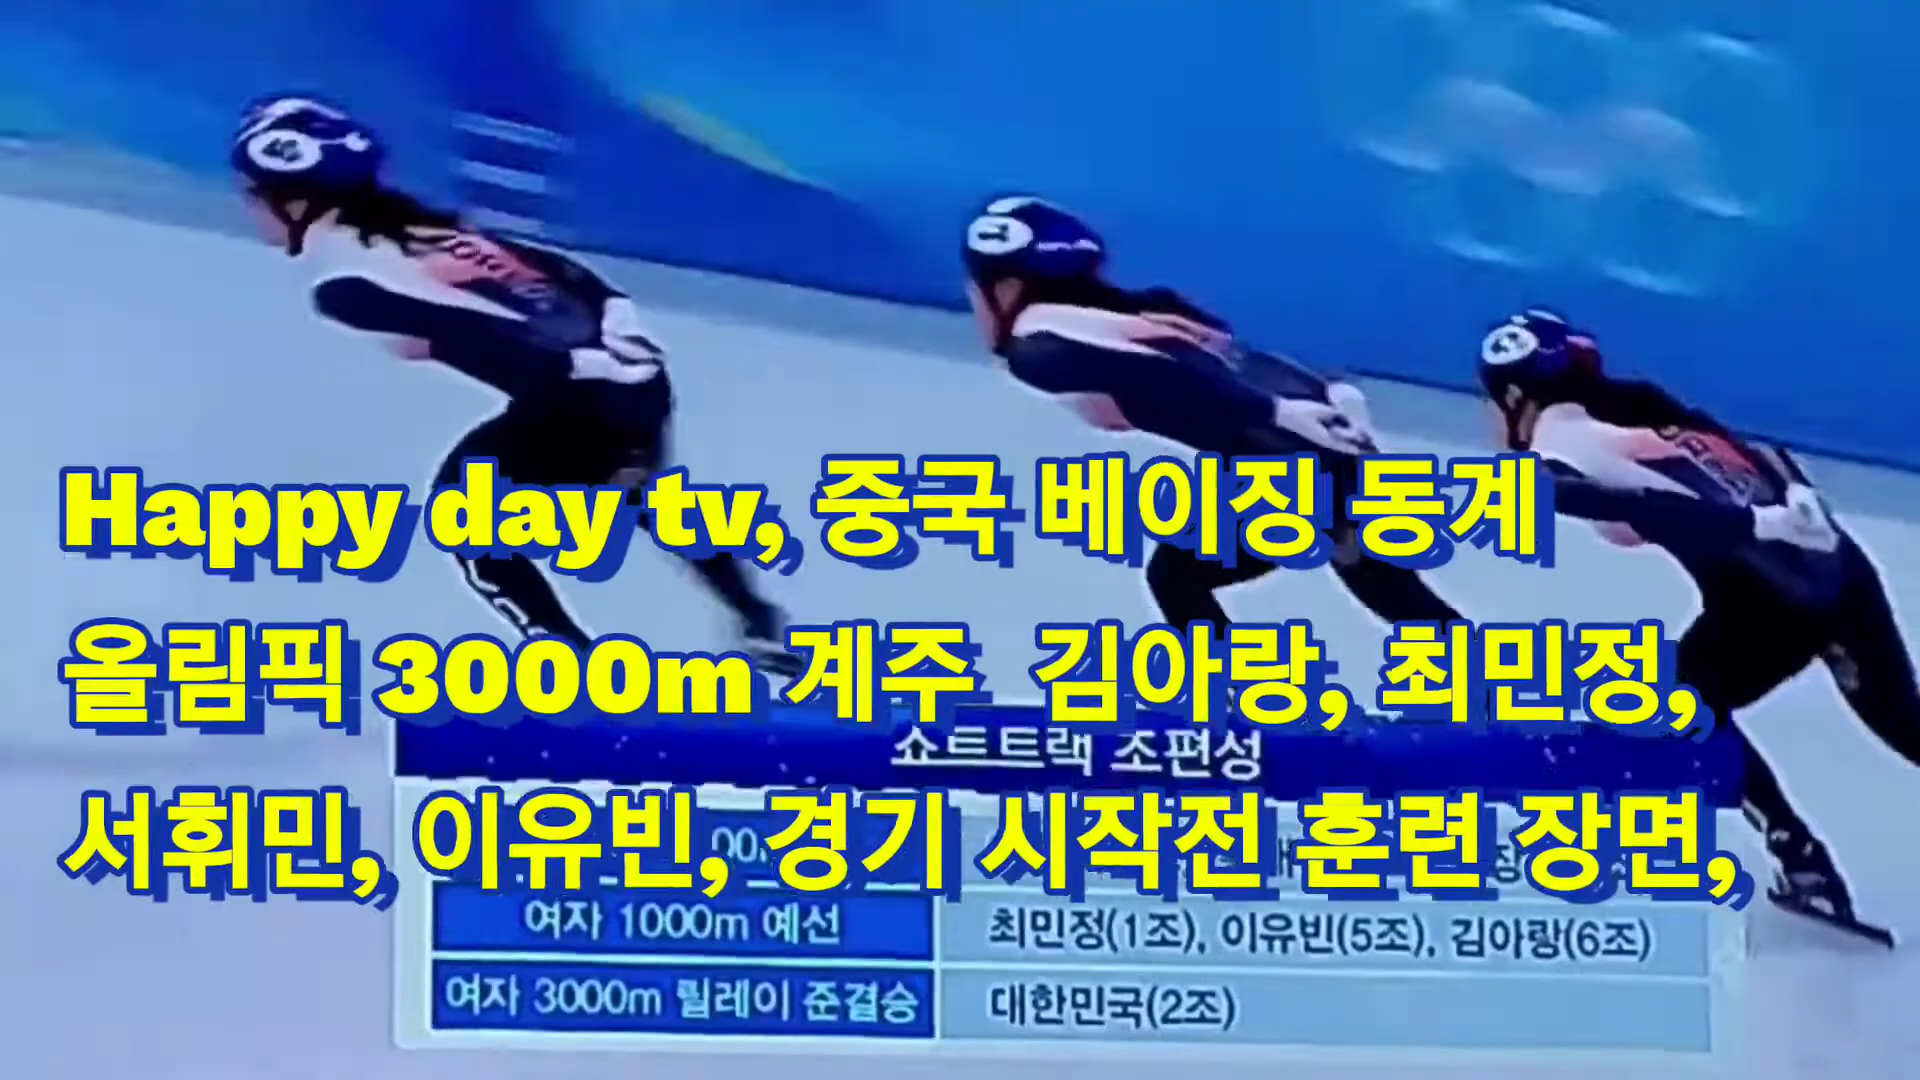 Happy day tv, 중국 베이징 동계
올림픽 3000m 계주 김아랑, 최민정,
쇼트트랙 조편성
서휘민, 이유빈, 경기 시작전 훈련 장면,
여자 1000m 예선 최민정(1조), 이유빈(5조), 김아랑(6조)
여자 3000m 릴레이 준결승 대한민국(2조)